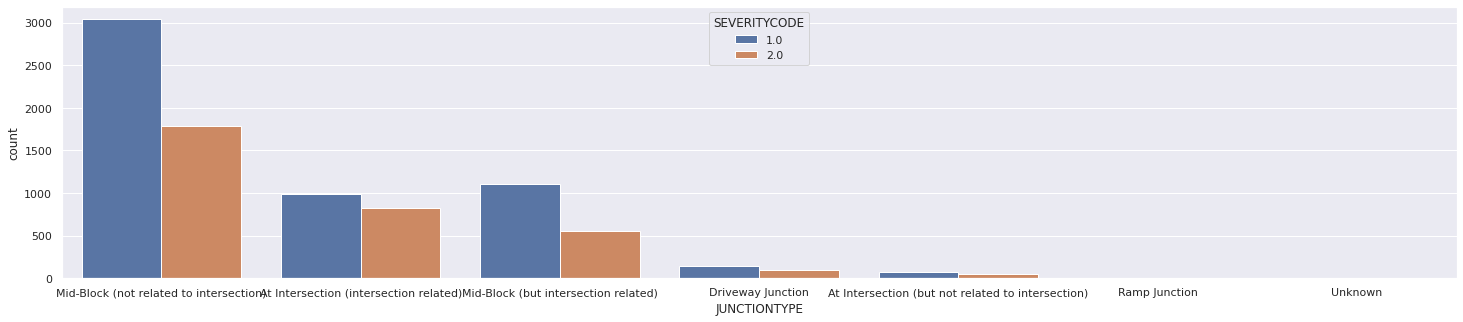 SEVERITYCODE
1.0
2.0
3000
2500
2000
1500
1000
500
0
count
Mid-Block (not related to intersection)
At Intersection (intersection related)
Mid-Block (but intersection related)
Driveway Junction
At Intersection (but not related to intersection)
Ramp Junction
Unknown
JUNCTIONTYPE